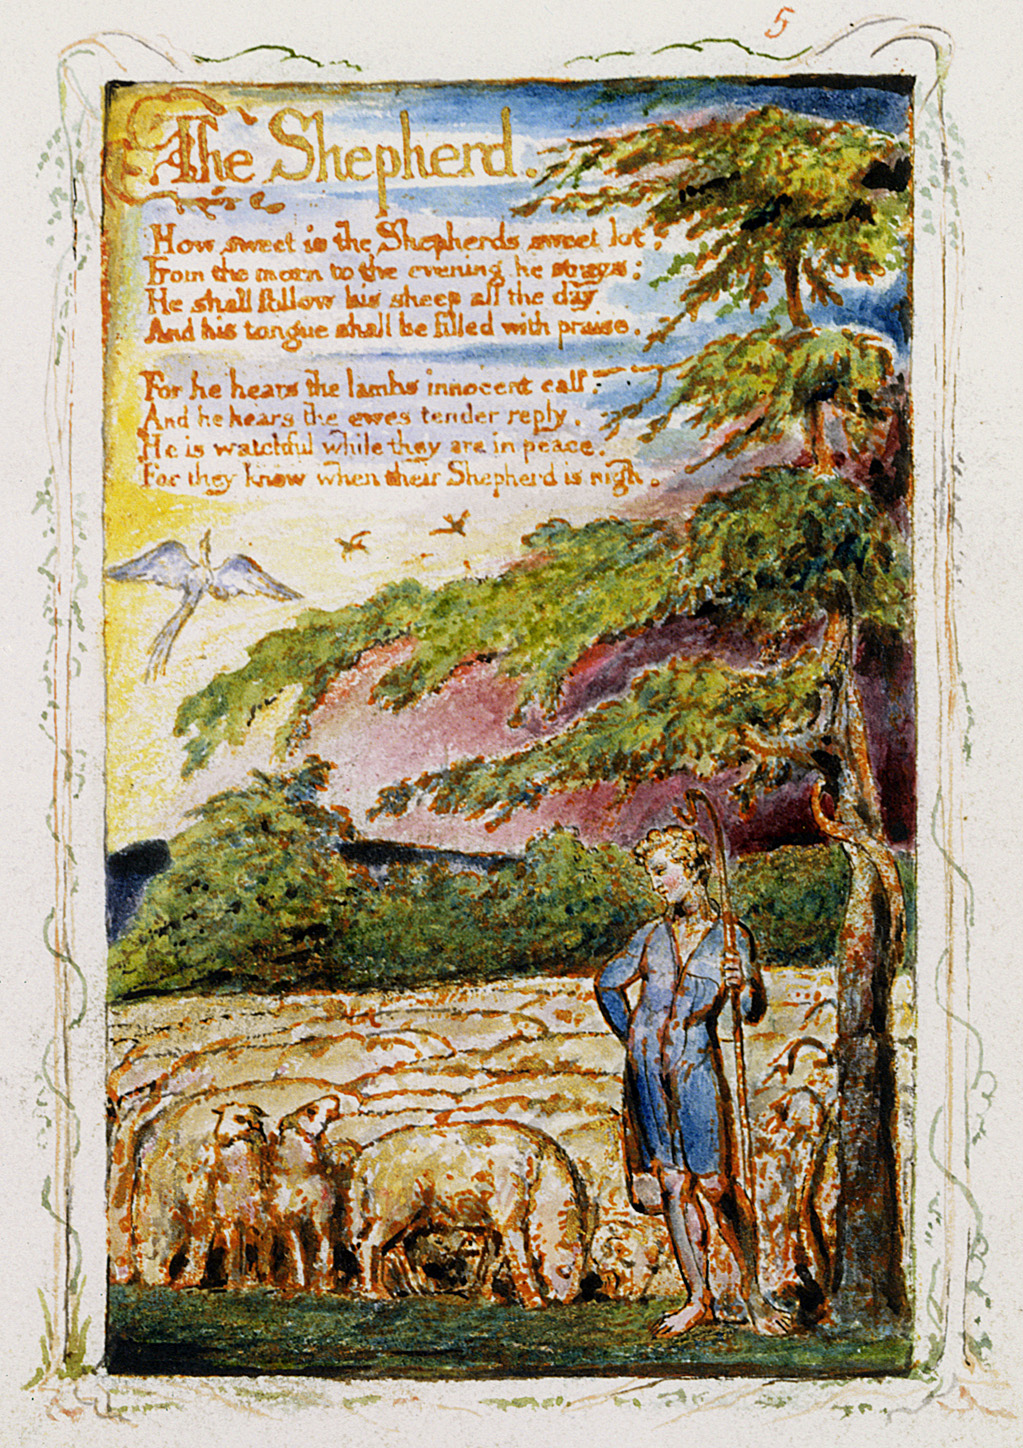 5
The Shepherd.
How sweet is the Shepherds sweet lot,
From the morn to the evening he strays:
He shall follow his sheep all the day
And his tongue shall be filled with praise.
For he hears the lambs innocent call,
And he hears the ewes tender reply,
He is watchful while they are in peace,
For they know when their Shepherd is nigh.